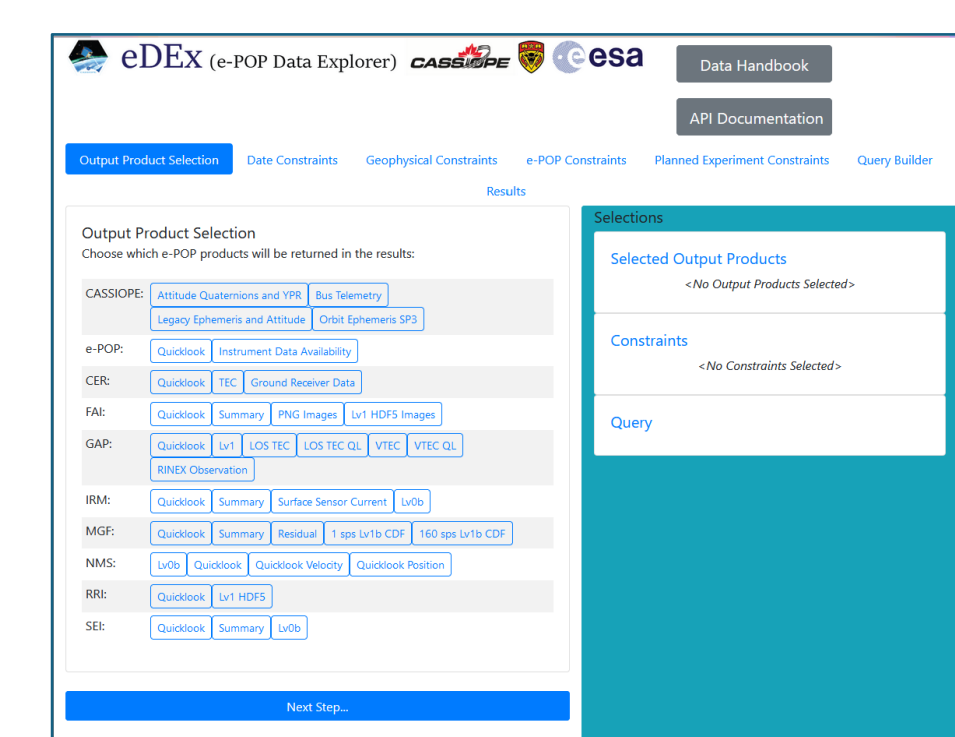 eDEx (e-POP Data Explorer) CASSIOPE esa
Data Handbook
API Documentation
Output Product Selection Date Constraints Geophysical Constraints e-POP Constraints Planned Experiment Constraints Query Builder
Results
Output Product Selection
Choose which e-POP products will be returned in the results:
CASSIOPE: Attitude Quaternions and YPR Bus Telemetry
Legacy Ephemeris and Attitude Orbit Ephemeris SP3
e-POP: Quicklook Instrument Data Availability
CER: Quicklook TEC Ground Receiver Data
FAI: Quicklook Summary PNG Images Lv1 HDF5 Images
GAP: Quicklook Lv1 LOS TEC LOS TEC QL VTEC VTEC QL
RINEX Observation
IRM: Quicklook Summary Surface Sensor Current Lv0b
MGF: Quicklook Summary Residual 1 sps Lv1b CDF 160 sps Lv1b CDF
NMS: Lv0b Quicklook Quicklook Velocity Quicklook Position
RRI: Quicklook Lv1 HDF5
SEI: Quicklook Summary Lv0b
Next Step...
Selections
Selected Output Products
<No Output Products Selected>
Constraints
<No Constraints Selected>
Query